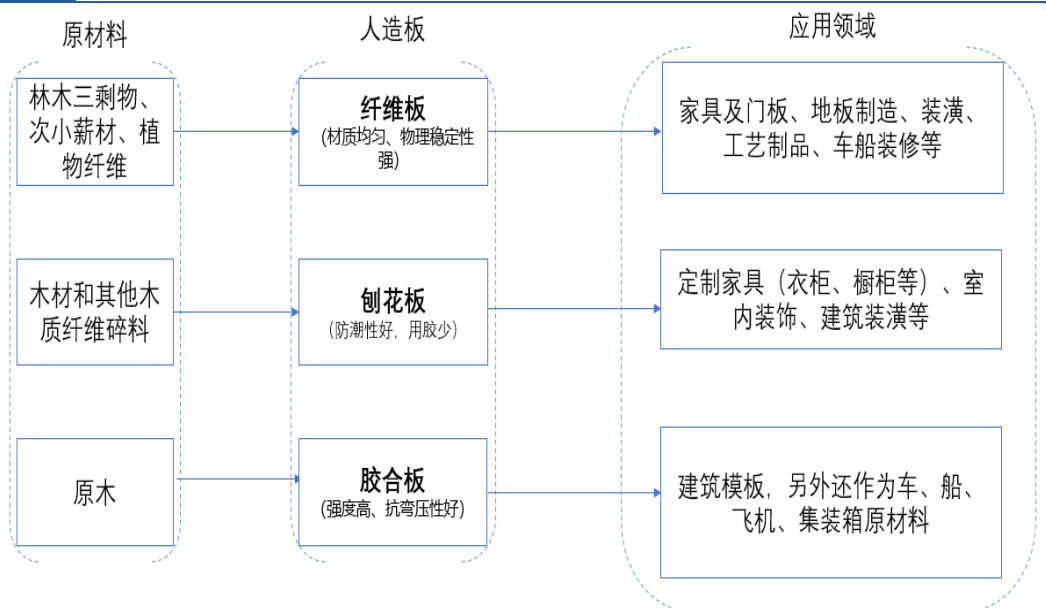 原材料
人造板
应用领域
林木三剩物、
次小薪材、植
物纤维
纤维板
(材质均匀、物理稳定性
强)
家具及门板、地板制造、装潢、
工艺制品、车船装修等
木材和其他木
质纤维碎料
刨花板
(防潮性好，用胶少)
定制家具（衣柜、橱柜等）、室
内装饰、建筑装潢等
原木
胶合板
(强度高、抗弯压性好)
建筑模板，另外还作为车、船、
飞机、集装箱原材料